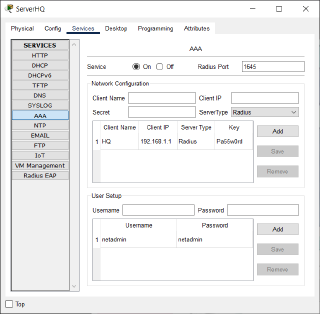 ServerHQ
Physical Config Services Desktop Programming Attributes
SERVICES
HTTP
DHCP
DHCPv6
TFTP
DNS
SYSLOG
AAA
NTP
EMAIL
FTP
IoT
VM Management
Radius EAP
AAA
Service On Off Radius Port 1645
Network Configuration
Client Name Client IP
Secret ServerType Radius
Client Name Client IP Server Type Key
1 HQ 192.168.1.1 Radius Pa55w0rd
Add
Save
Remove
User Setup
Username Password
Username Password
1 netadmin netadmin
Add
Save
Remove
Top